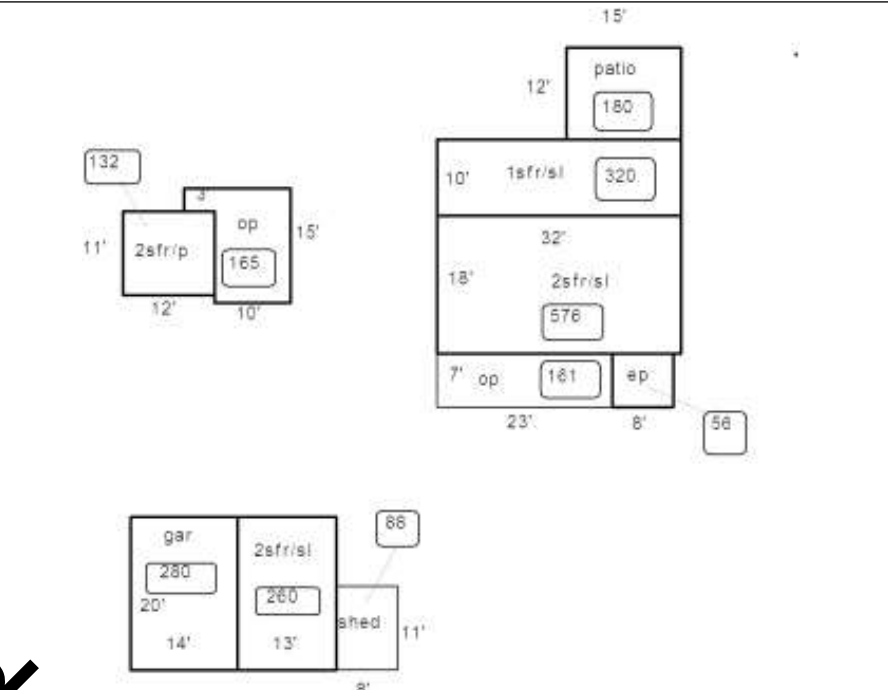 15'
patio
12'
180
132
10'
1sfr/sl
320
3'
op
15'
11'
2sfr/p
165
32'
18'
2sfr/sl
12'
10'
576
7'
op
161
ep
23'
8'
56
88
gar
2sfr/sl
280
260
20'
shed
11'
14'
13'
8'